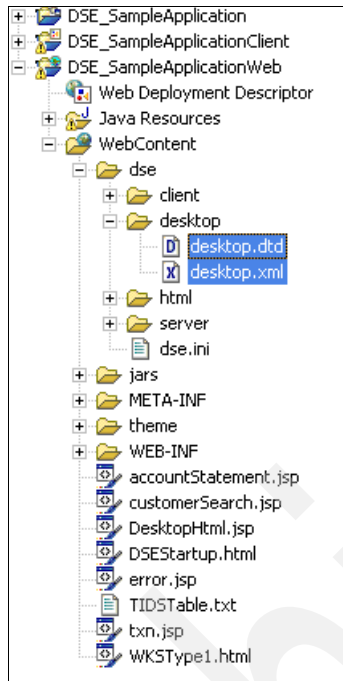 DSE_SampleApplication
DSE_SampleApplicationClient
DSE_SampleApplicationWeb
Web Deployment Descriptor
Java Resources
WebContent
dse
client
desktop
desktop.dtd
desktop.xml
html
server
dse.ini
jars
META-INF
theme
WEB-INF
accountStatement.jsp
customerSearch.jsp
DesktopHtml.jsp
DSEStartup.html
error.jsp
TIDSTable.txt
txn.jsp
WKSType1.html